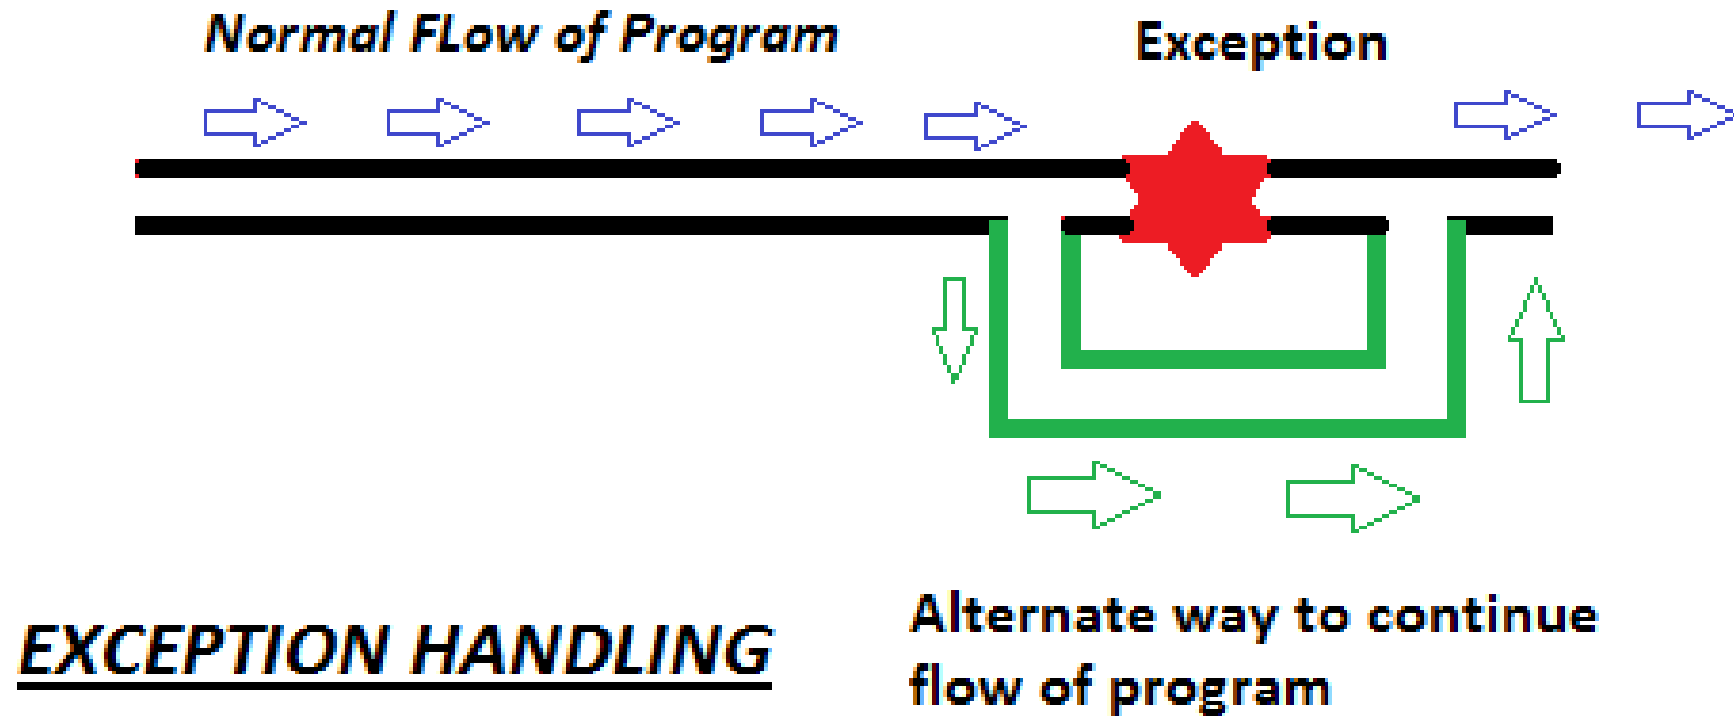 Normal FLow of Program
Exception
EXCEPTION HANDLING
Alternate way to continue
flow of program